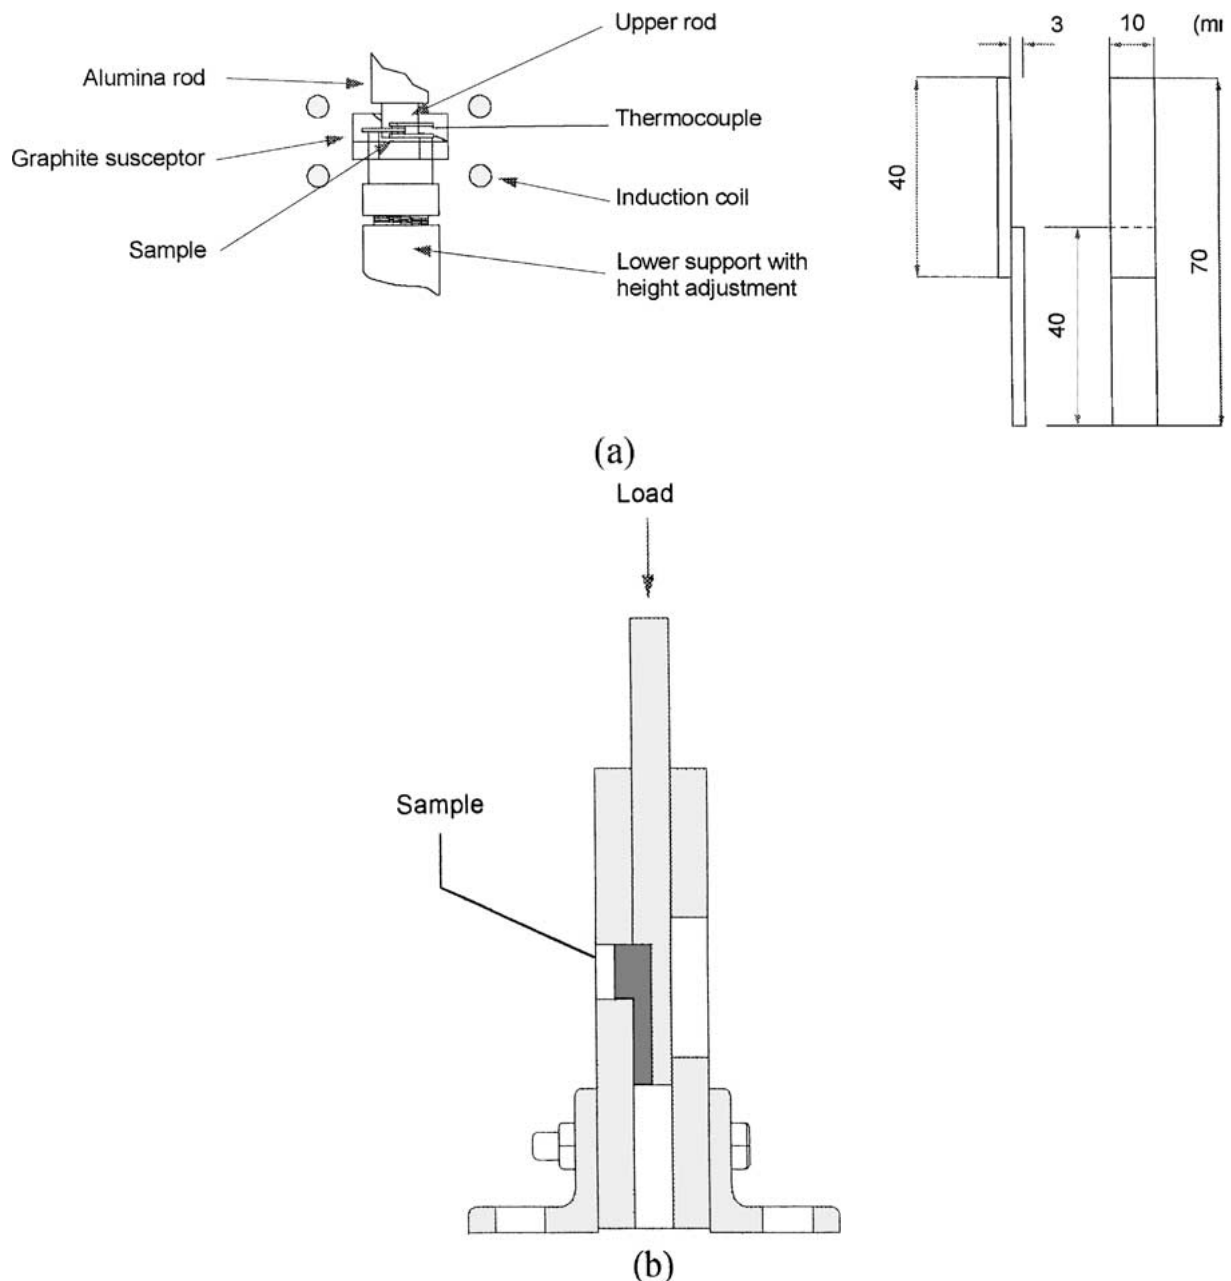 Upper rod
Alumina rod
Thermocouple
Graphite susceptor
Induction coil
Sample
Lower support with
height adjustment
3
10
40
40
70
(a)
Load
Sample
(b)